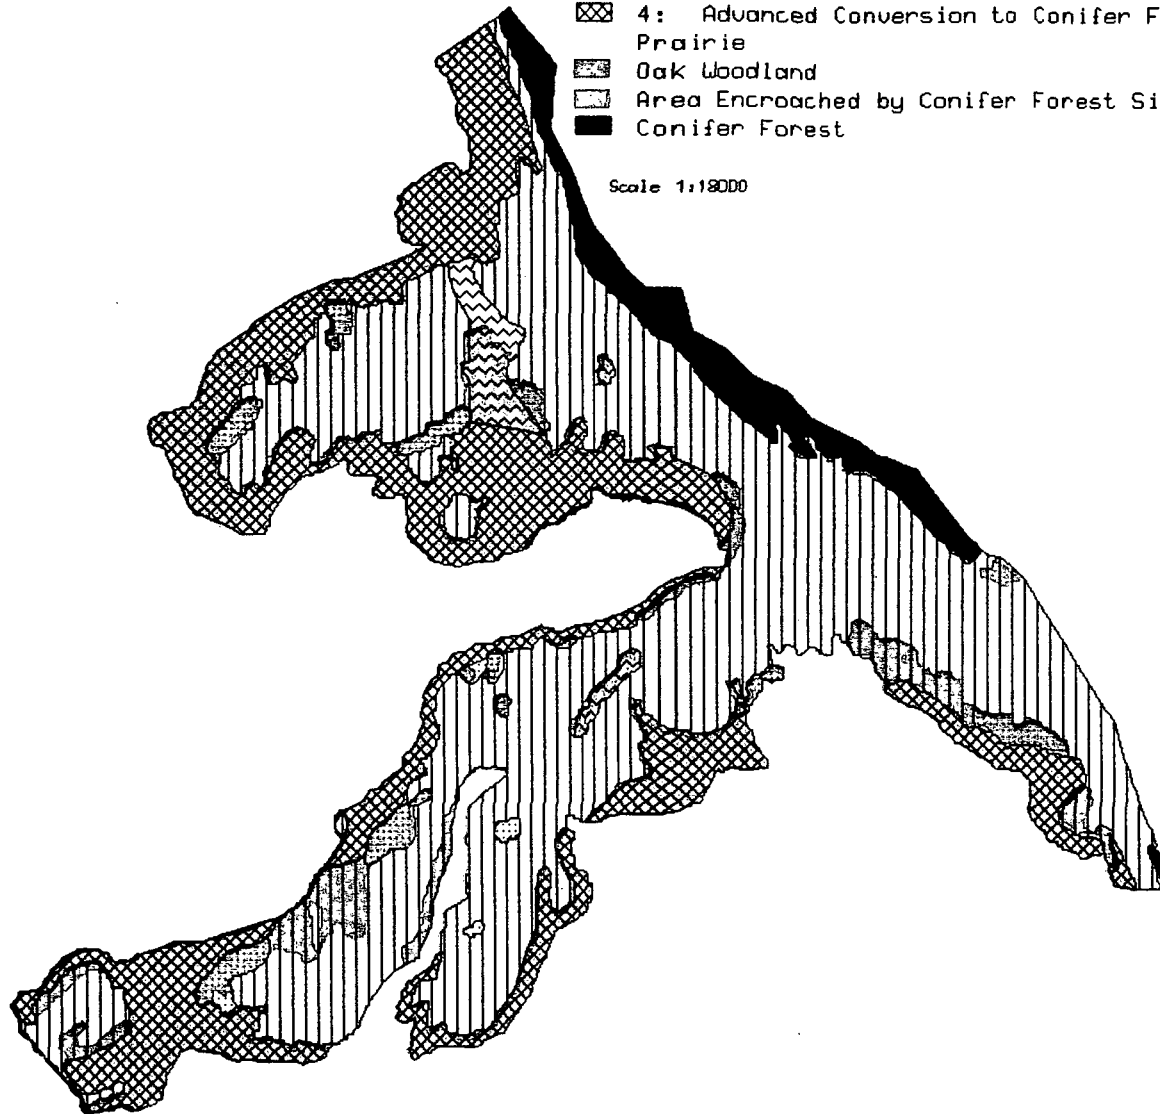 4: Advanced Conversion to Conifer F
Prairie
Oak Woodland
Area Encroached by Conifer Forest Si
Conifer Forest
Scale 1:18000